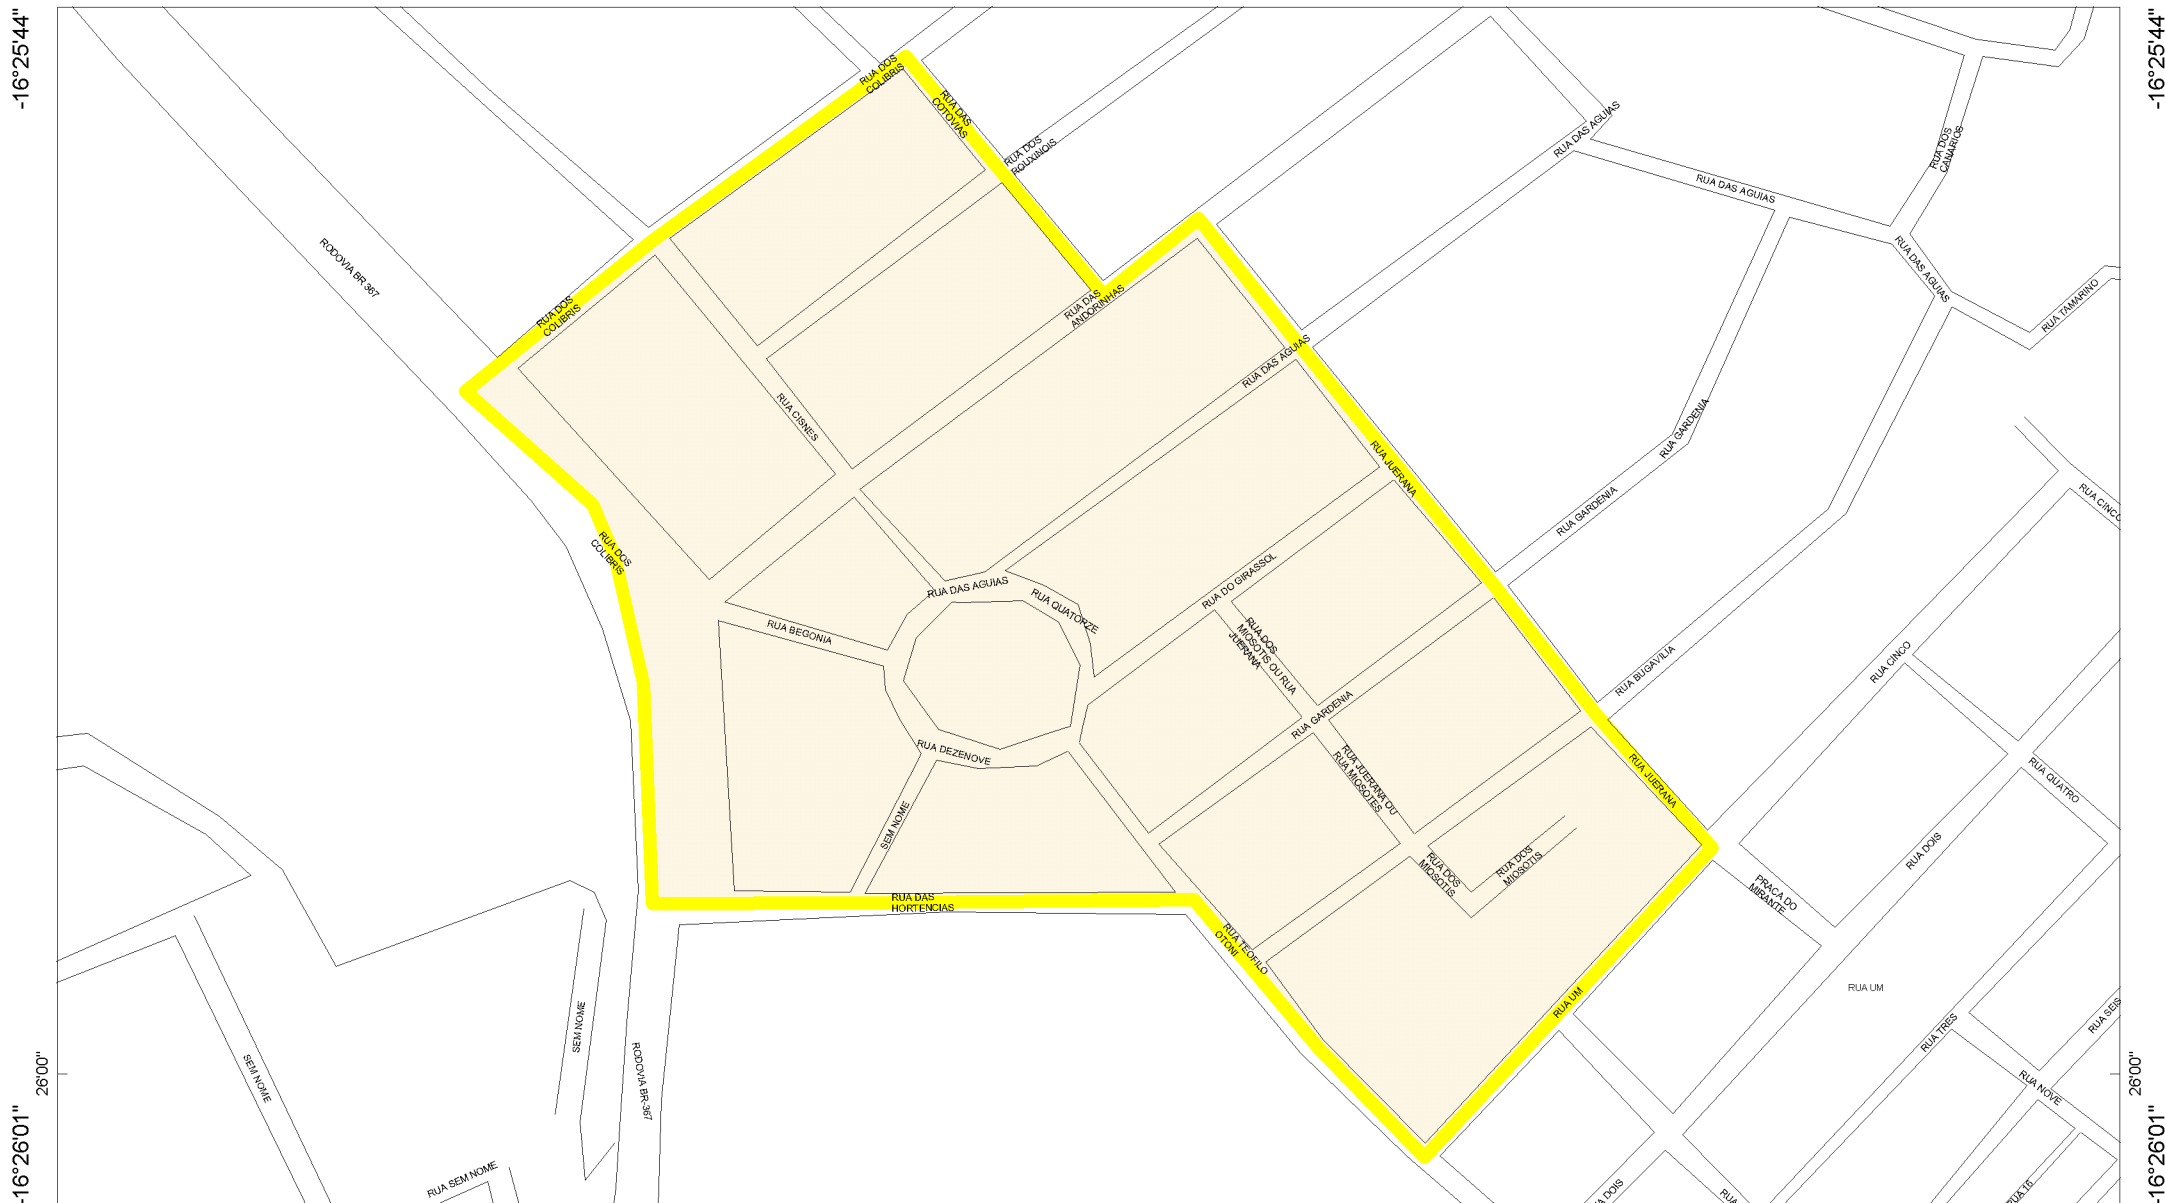 -16°25'44"
-16°25'44"
RUA DOS
COLIBRIS
RUA DAS
COTOVIAS
RUA DOS
ROUXINOIS
RUA DAS AGUIAS
RUA DOS
CANARIOS
RUA DAS AGUIAS
RODOVIA BR 367
RUA DAS AGUIAS
RUA TAMARINO
RUA DOS
COLIBRIS
RUA DAS
ANDORINHAS
RUA DAS AGUIAS
RUA CISNES
RUA JUERANA
RUA GARDENIA
RUA GARDENIA
RUA CINCO
RUA DOS
COLIBRIS
RUA DAS AGUIAS
RUA QUATORZE
RUA DO GIRASSOL
RUA BEGONIA
RUA DOS
MIOSOTIS OU RUA
JUERANA
RUA BUGAVILIA
RUA CINCO
RUA GARDENIA
RUA DEZENOVE
RUA JUERANA OU
RUA MIOSOTES
RUA JUERANA
RUA QUATRO
SEM NOME
RUA DOS
MIOSOTIS
RUA DOS
MIOSOTIS
RUA DOIS
PRACA DO
MIRANTE
RUA DAS
HORTENCIAS
RUA TEOFILO
OTONI
RUA UM
RUA UM
SEM NOME
RUA SEIS
RUA TRES
SEM NOME
RODOVIA BR-367
26'00"
26'00"
RUA NOVE
-16°26'01"
-16°26'01"
RUA SEM NOME
A DOIS
RUA
RUA 16